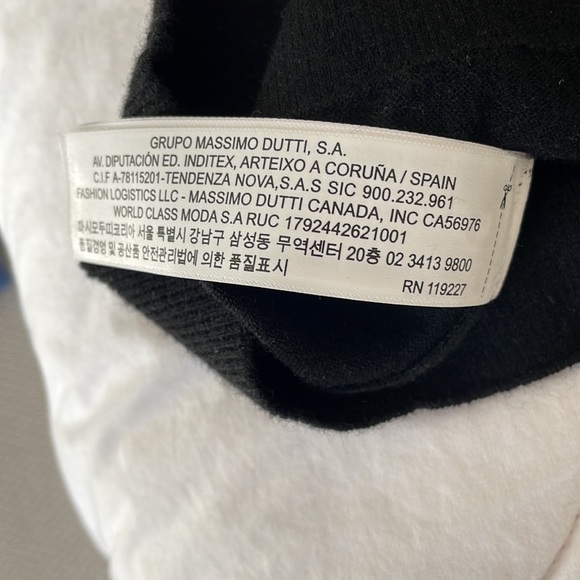 GRUPO MASSIMO DUTTI, S.A.
AV. DIPUTACIÓN ED. INDITEX, ARTEIXO A CORUÑA / SPAIN
C.I.F A-78115201-TENDENZA NOVA,S.A.S SIC 900.232.961
FASHION LOGISTICS LLC - MASSIMO DUTTI CANADA, INC CA56976
WORLD CLASS MODA S.A RUC 1792442621001
마시모두띠코리아 서울 특별시 강남구 삼성동 무역센터 20층 02 3413 9800
품질경영 및 공산품 안전관리법에 의한 품질표시
RN 119227